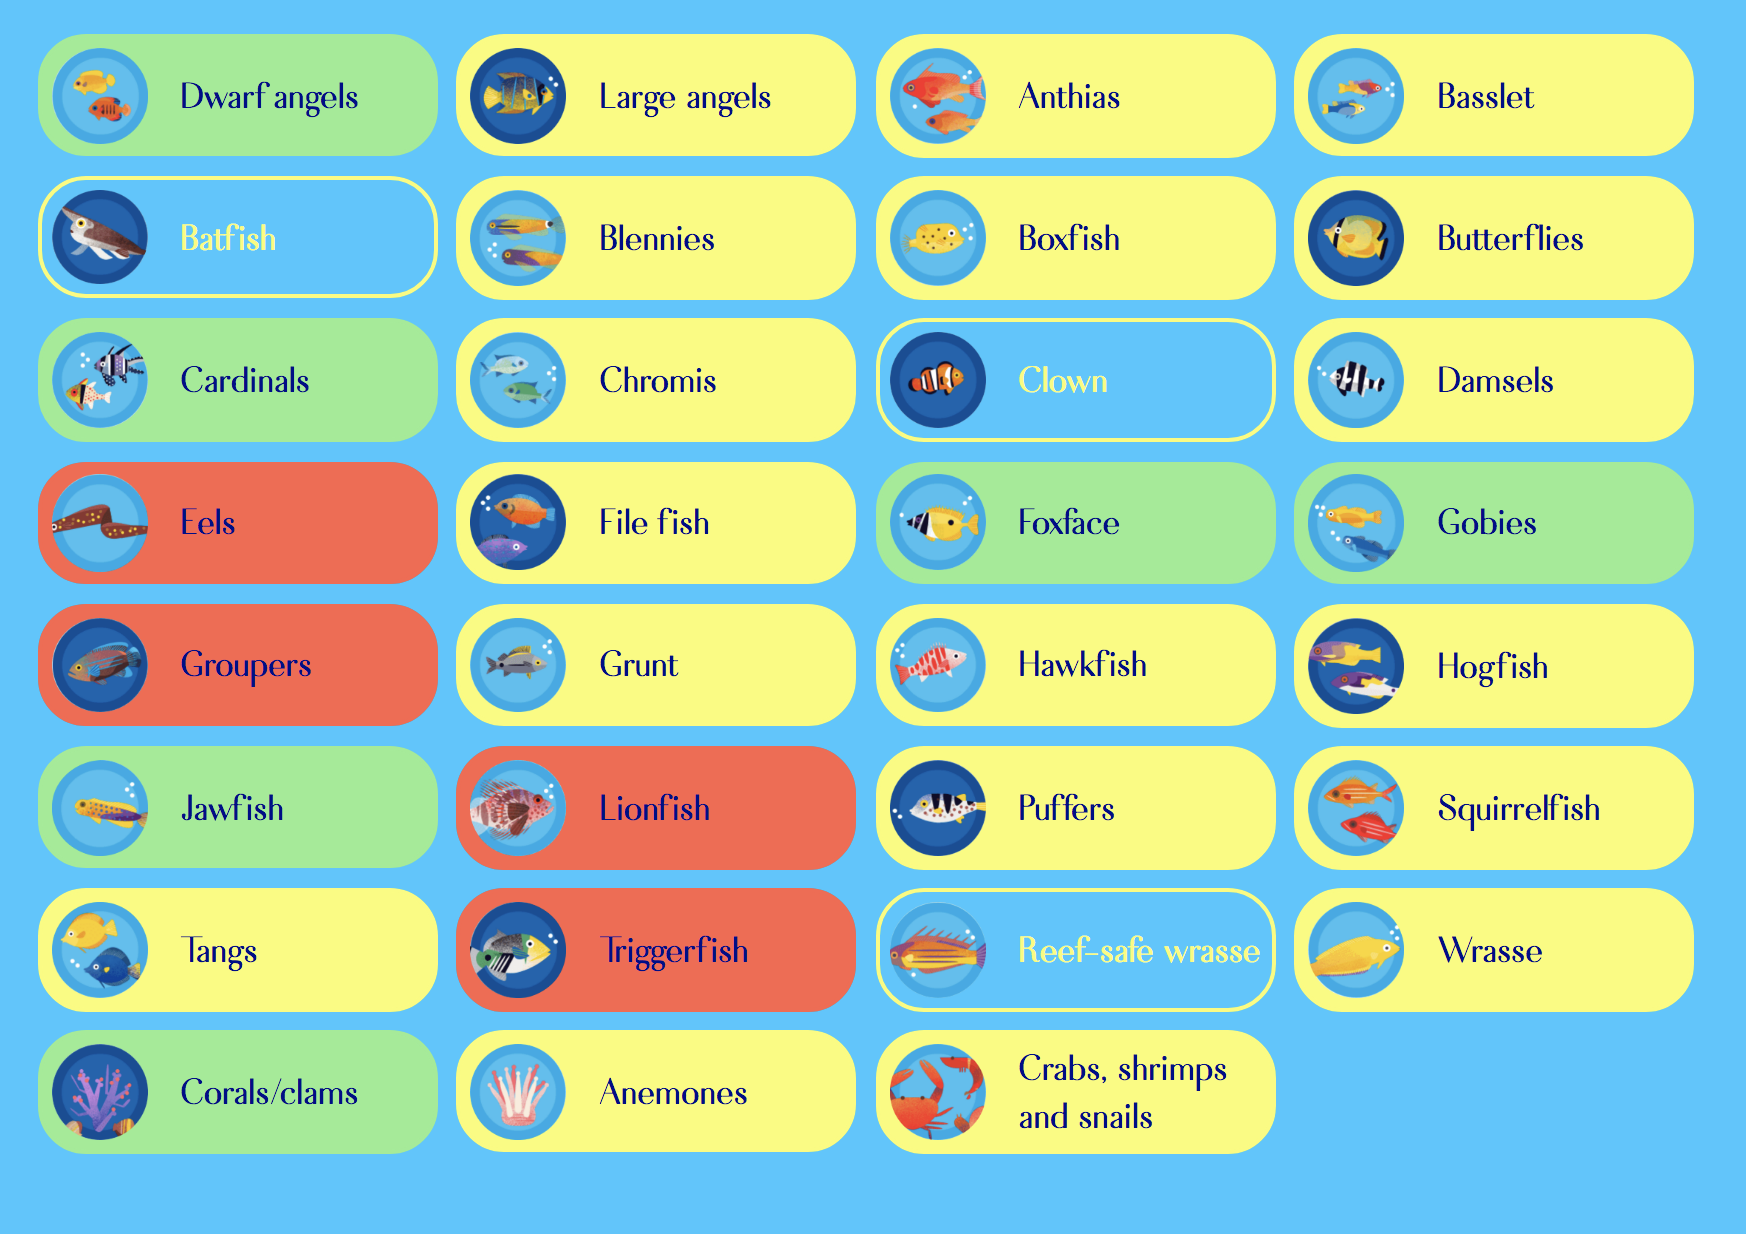 Dwarf angels
Large angels
Anthias
Basslet
Batfish
Blennies
Boxfish
Butterflies
Cardinals
Chromis
Clown
Damsels
Eels
File fish
Foxface
Gobies
Groupers
Grunt
Hawkfish
Hogfish
Jawfish
Lionfish
Puffers
Squirrelfish
Tangs
Triggerfish
Reef-safe wrasse
Wrasse
Corals/clams
Anemones
Crabs, shrimps
and snails